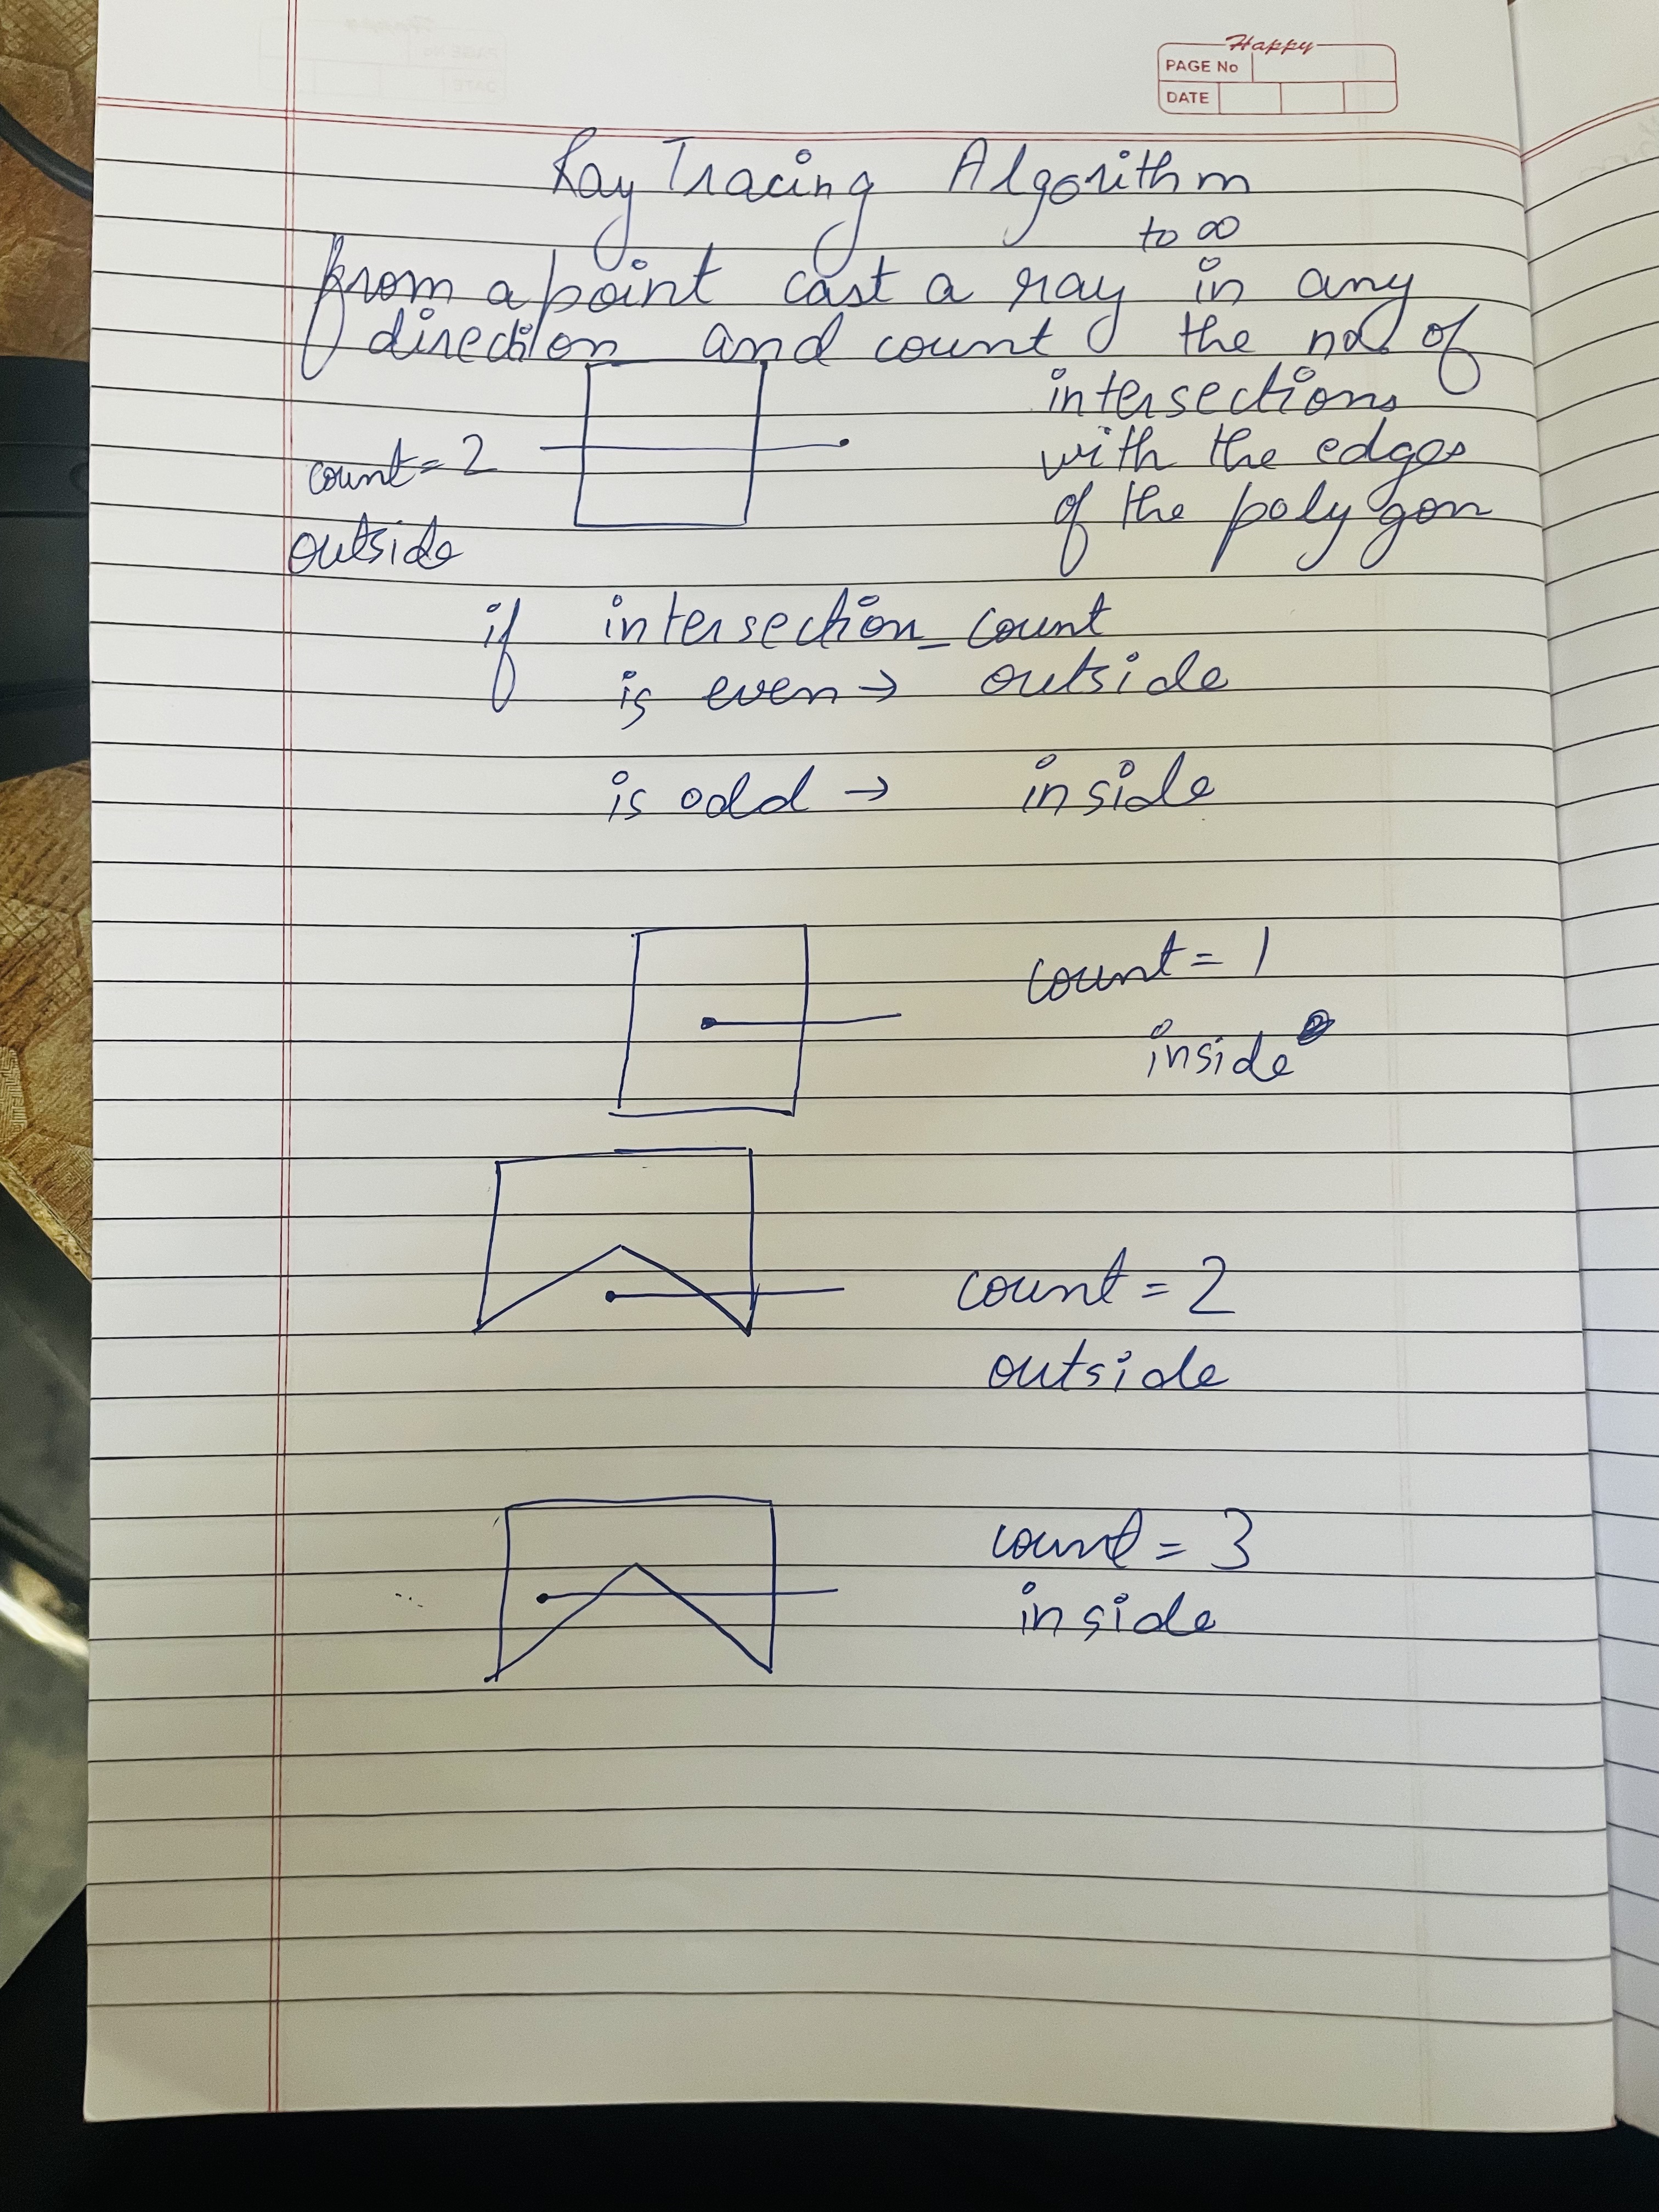 Happy
PAGE No
DATE
Ray Tracing Algorithm
to ∞
from a point cast a ray in any
direction and count the no. of
intersections
with the edges
of the polygon
count = 2
outside
if intersection_count
is even → outside
is odd → inside
count = 1
inside
count = 2
outside
count = 3
inside